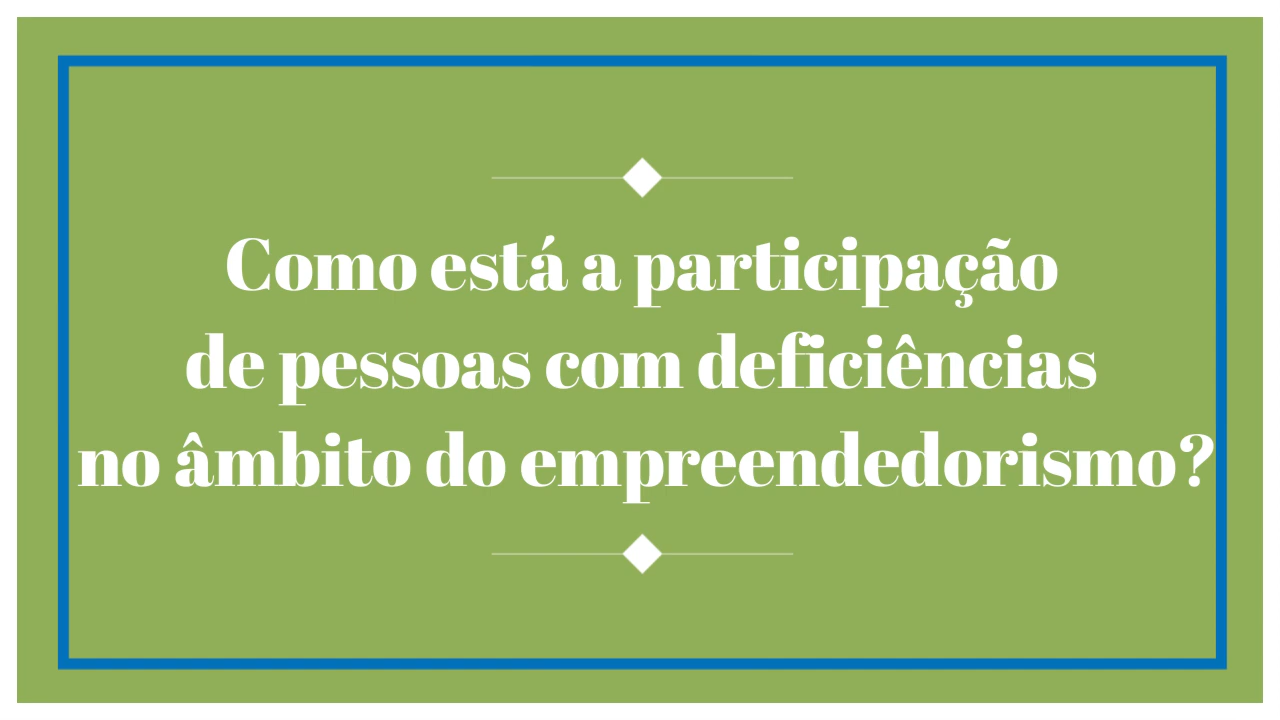 Como está a participação
de pessoas com deficiências
no âmbito do empreendedorismo?